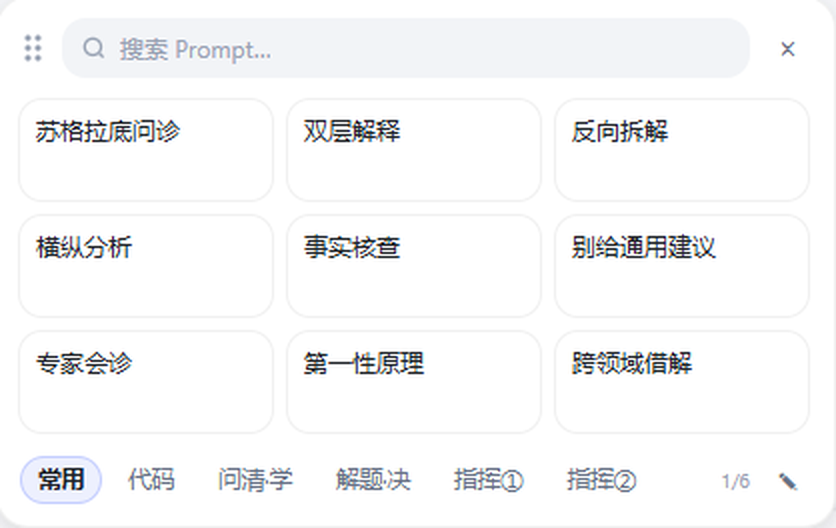 搜索 Prompt...
×
苏格拉底问诊
双层解释
反向拆解
横纵分析
事实核查
别给通用建议
专家会诊
第一性原理
跨领域借解
常用 代码 问清·学 解题·决 指挥① 指挥② 1/6